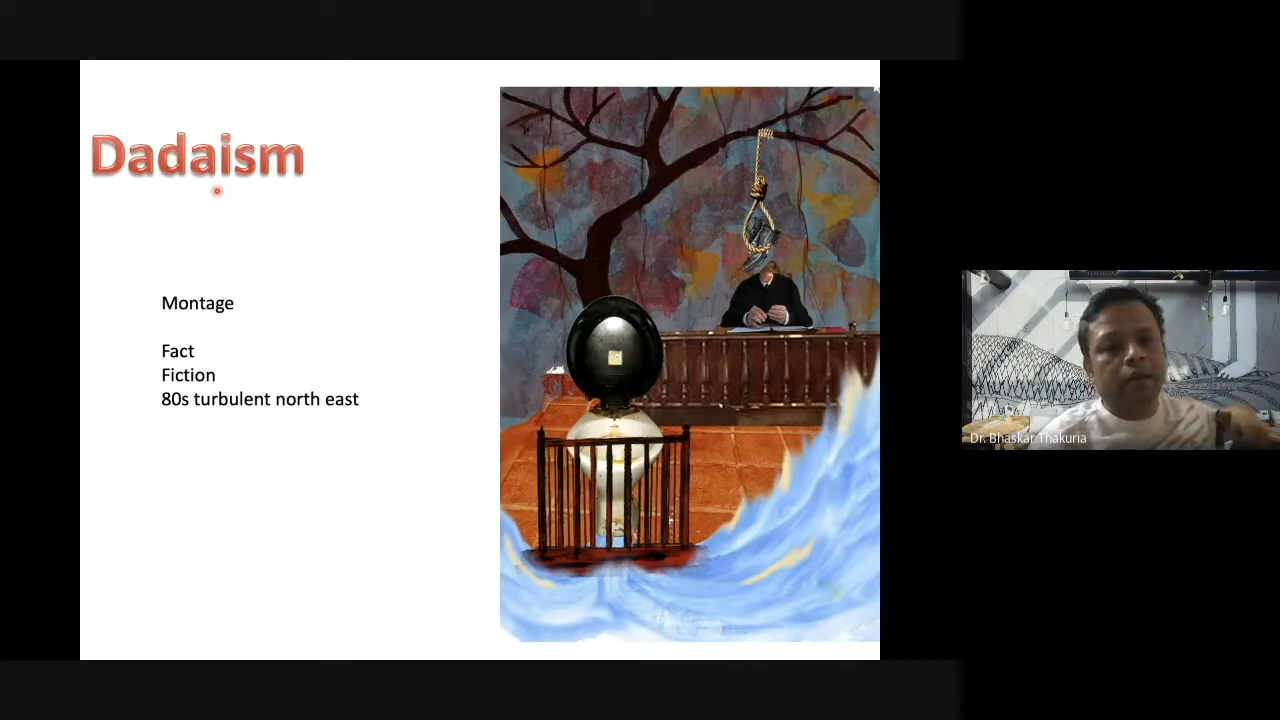 Dadaism
Montage
Fact
Fiction
80s turbulent north east
Dr. Bhaskar Thakuria